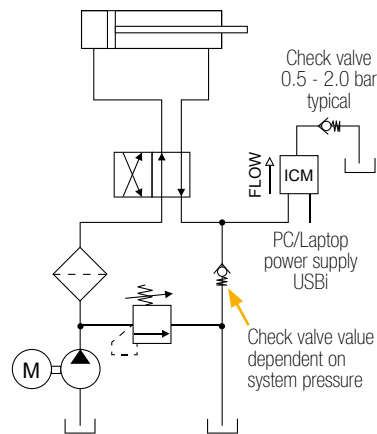 Check valve
0.5 - 2.0 bar
typical
FLOW
ICM
PC/Laptop
power supply
USBi
Check valve value
dependent on
system pressure
M